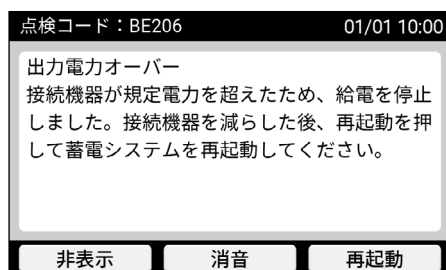 点検コード：BE206 01/01 10:00
出力電力オーバー
接続機器が規定電力を超えたため、給電を停止
しました。接続機器を減らした後、再起動を押
して蓄電システムを再起動してください。
非表示 消音 再起動